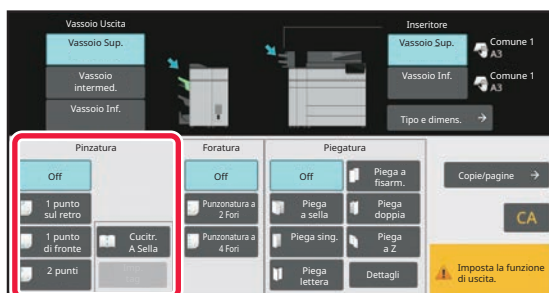 Vassoio Uscita
Vassoio Sup.
Vassoio
intermed.
Vassoio Inf.
Inseritore
Vassoio Sup.
Comune 1
A3
Vassoio Inf.
Comune 1
A3
Tipo e dimens.
Pinzatura
Off
1 punto
sul retro
1 punto
di fronte
2 punti
Cucitr.
A Sella
Foratura
Off
Punzonatura a
2 Fori
Punzonatura a
4 Fori
Piegatura
Off
Piega a
fisarm.
Piega
a sella
Piega
doppia
Piega sing.
Piega
a Z
Piega
lettera
Dettagli
Copie/pagine
CA
Imposta la funzione
di uscita.